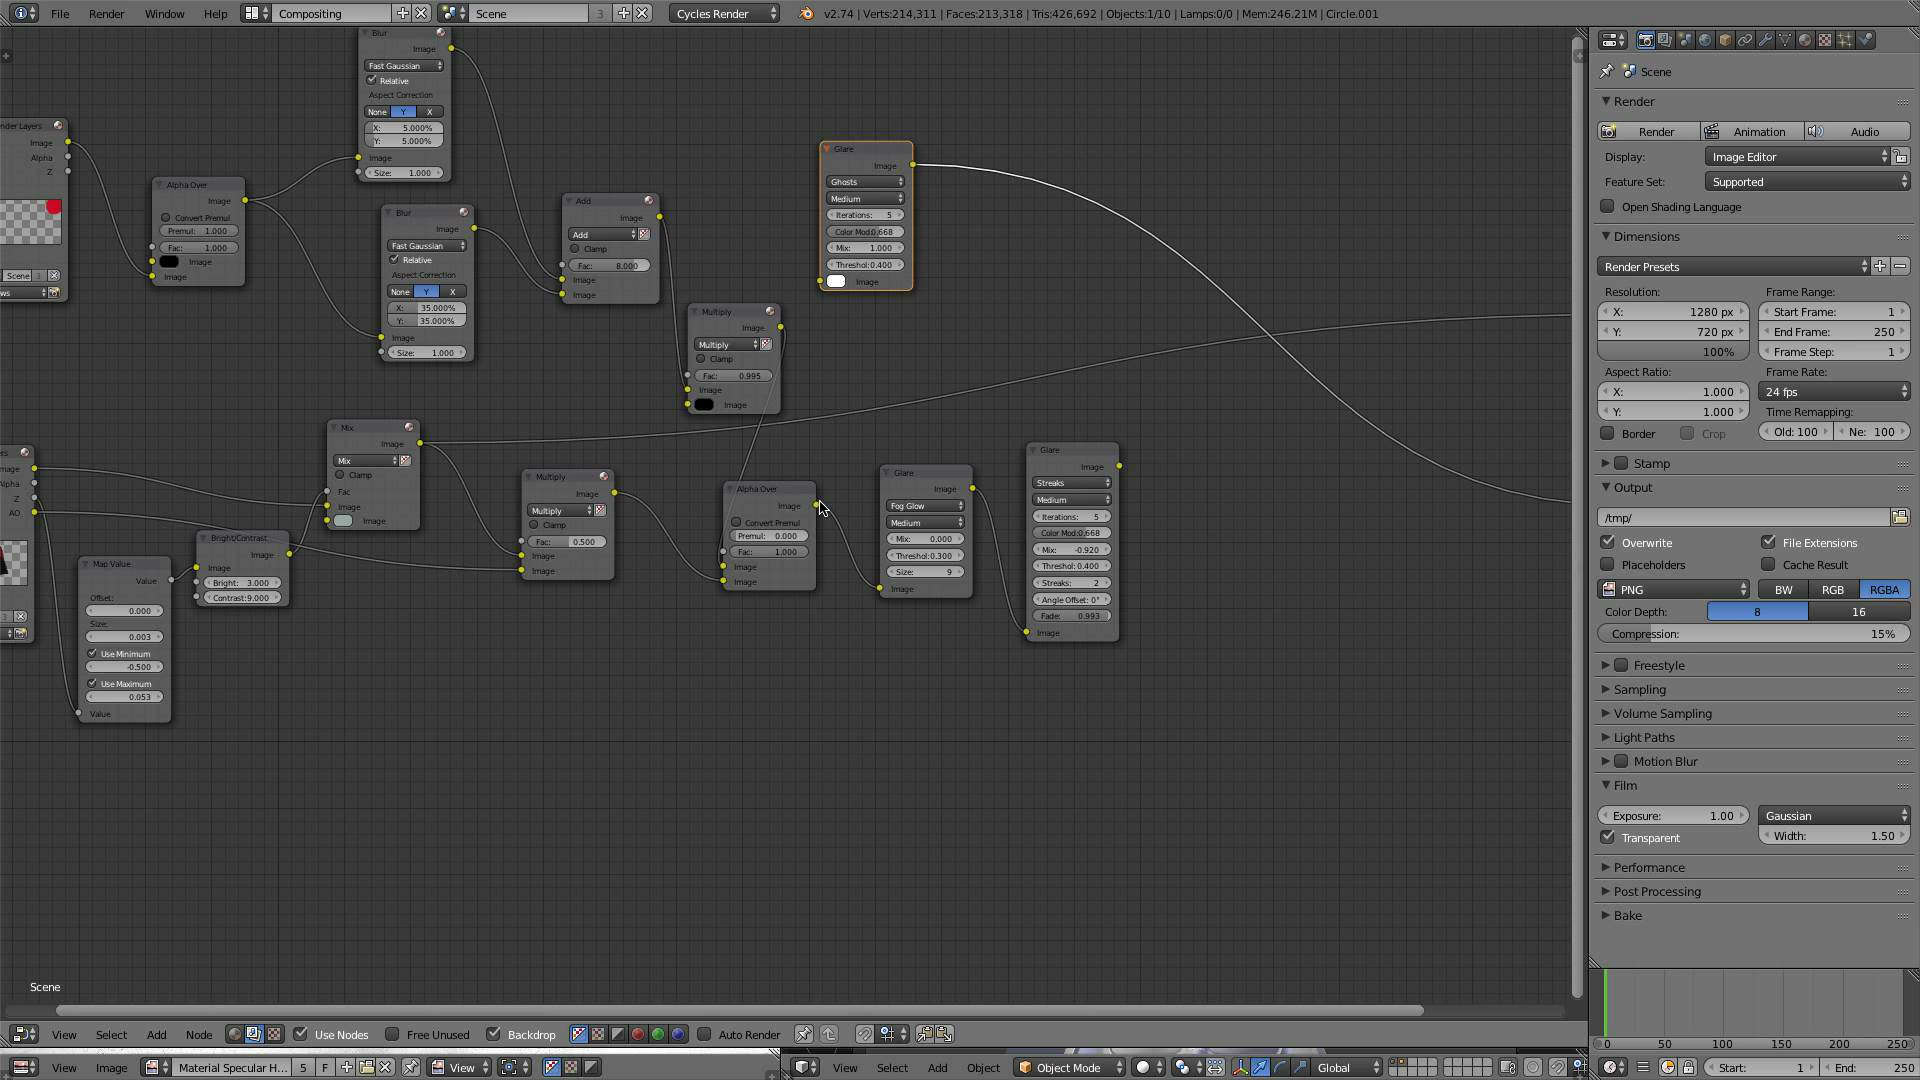 File Render Window Help Compositing Scene 3 Cycles Render v2.74 | Verts:214,311 | Faces:213,318 | Tris:426,692 | Objects:1/10 | Lamps:0/0 | Mem:246.21M | Circle.001
Blur
Image
Fast Gaussian
Relative
Aspect Correction
None Y X
X: 5.000%
Y: 5.000%
Image
Size: 1.000
nder Layers
Image
Alpha
Z
Scene 3
ws
Alpha Over
Image
Convert Premul
Premul: 1.000
Fac: 1.000
Image
Image
Blur
Image
Fast Gaussian
Relative
Aspect Correction
None Y X
X: 35.000%
Y: 35.000%
Image
Size: 1.000
Add
Image
Add
Clamp
Fac: 8.000
Image
Image
Multiply
Image
Multiply
Clamp
Fac: 0.995
Image
Image
Glare
Image
Ghosts
Medium
Iterations: 5
Color Mod:0.668
Mix: 1.000
Threshol:0.400
Image
ers
mage
Alpha
Z
AO
3
Mix
Image
Mix
Clamp
Fac
Image
Image
Map Value
Value
Offset:
0.000
Size:
0.003
Use Minimum
-0.500
Use Maximum
0.053
Value
Bright/Contrast
Image
Image
Bright: 3.000
Contrast:9.000
Multiply
Image
Multiply
Clamp
Fac: 0.500
Image
Image
Alpha Over
Image
Convert Premul
Premul: 0.000
Fac: 1.000
Image
Image
Glare
Image
Fog Glow
Medium
Mix: 0.000
Threshol:0.300
Size: 9
Image
Glare
Image
Streaks
Medium
Iterations: 5
Color Mod:0.668
Mix: -0.920
Threshol:0.400
Streaks: 2
Angle Offset: 0°
Fade: 0.993
Image
Scene
View Select Add Node Use Nodes Free Unused Backdrop Auto Render
View Image Material Specular H... 5 F View
View Select Add Object Object Mode Global
Scene
Render
Render Animation Audio
Display: Image Editor
Feature Set: Supported
Open Shading Language
Dimensions
Render Presets
Resolution: Frame Range:
X: 1280 px Start Frame: 1
Y: 720 px End Frame: 250
100% Frame Step: 1
Aspect Ratio: Frame Rate:
X: 1.000 24 fps
Y: 1.000 Time Remapping:
Border Crop Old: 100 Ne: 100
Stamp
Output
/tmp/
Overwrite File Extensions
Placeholders Cache Result
PNG BW RGB RGBA
Color Depth: 8 16
Compression: 15%
Freestyle
Sampling
Volume Sampling
Light Paths
Motion Blur
Film
Exposure: 1.00 Gaussian
Transparent Width: 1.50
Performance
Post Processing
Bake
0 50 100 150 200 250
Start: 1 End: 250